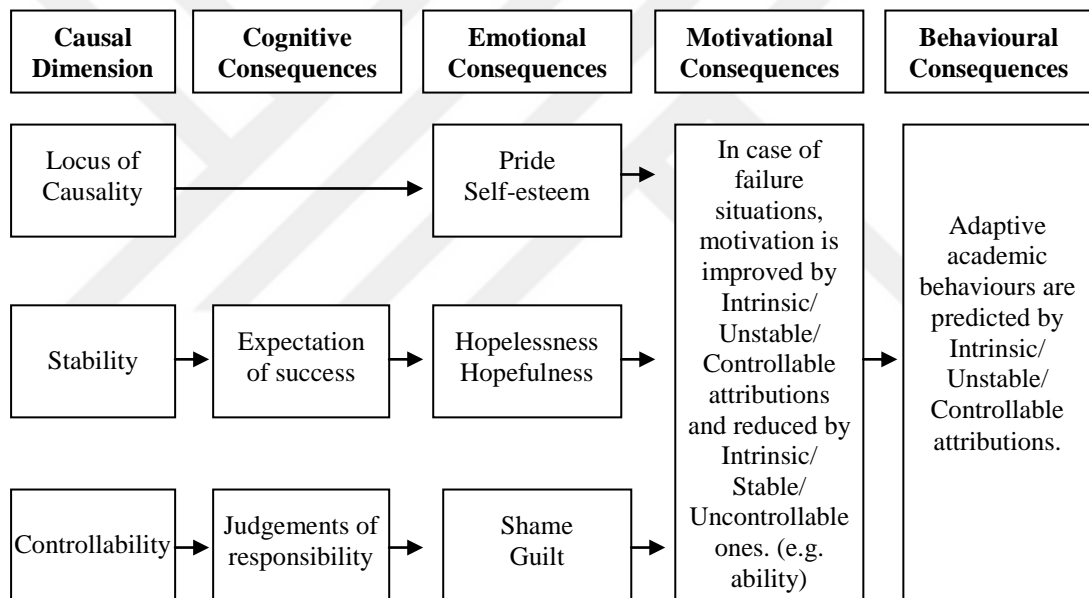 Causal
Dimension
Cognitive
Consequences
Emotional
Consequences
Motivational
Consequences
Behavioural
Consequences
Locus of
Causality
Pride
Self-esteem
Stability
Expectation
of success
Hopelessness
Hopefulness
Controllability
Judgements of
responsibility
Shame
Guilt
In case of
failure
situations,
motivation is
improved by
Intrinsic/
Unstable/
Controllable
attributions
and reduced by
Intrinsic/
Stable/
Uncontrollable
ones. (e.g.
ability)
Adaptive
academic
behaviours are
predicted by
Intrinsic/
Unstable/
Controllable
attributions.